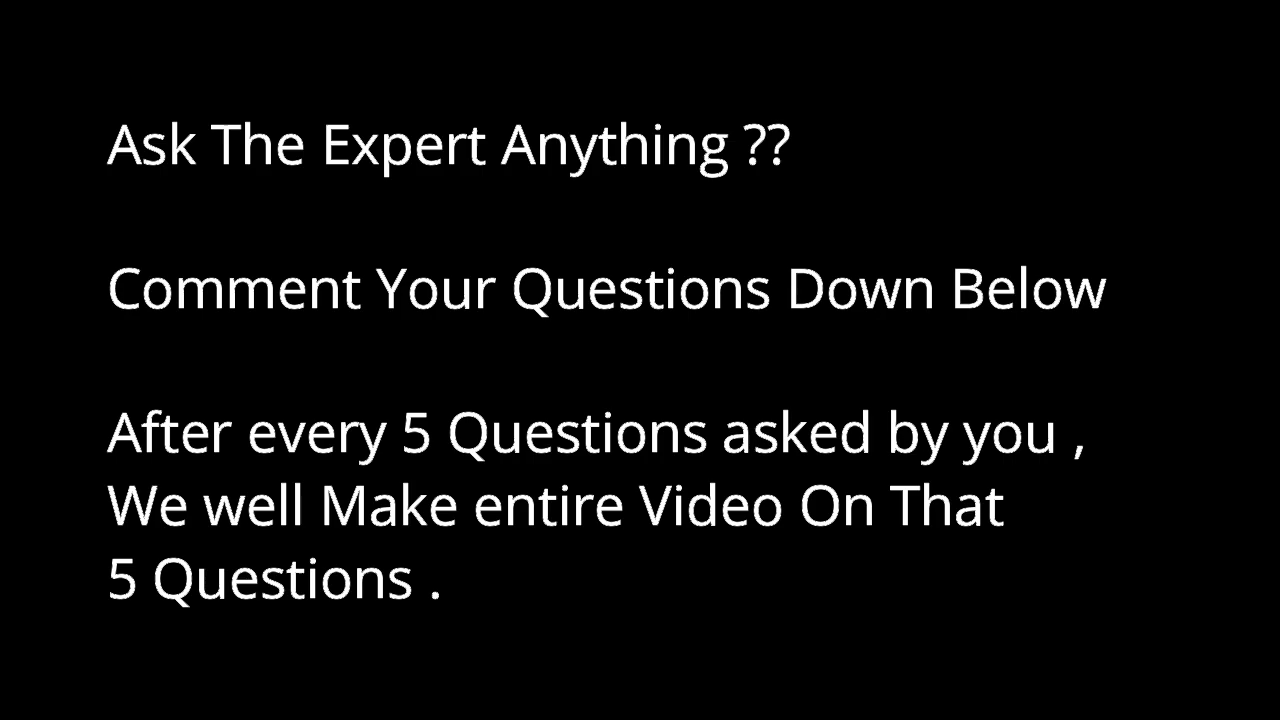 Ask The Expert Anything ??
Comment Your Questions Down Below
After every 5 Questions asked by you ,
We well Make entire Video On That
5 Questions .